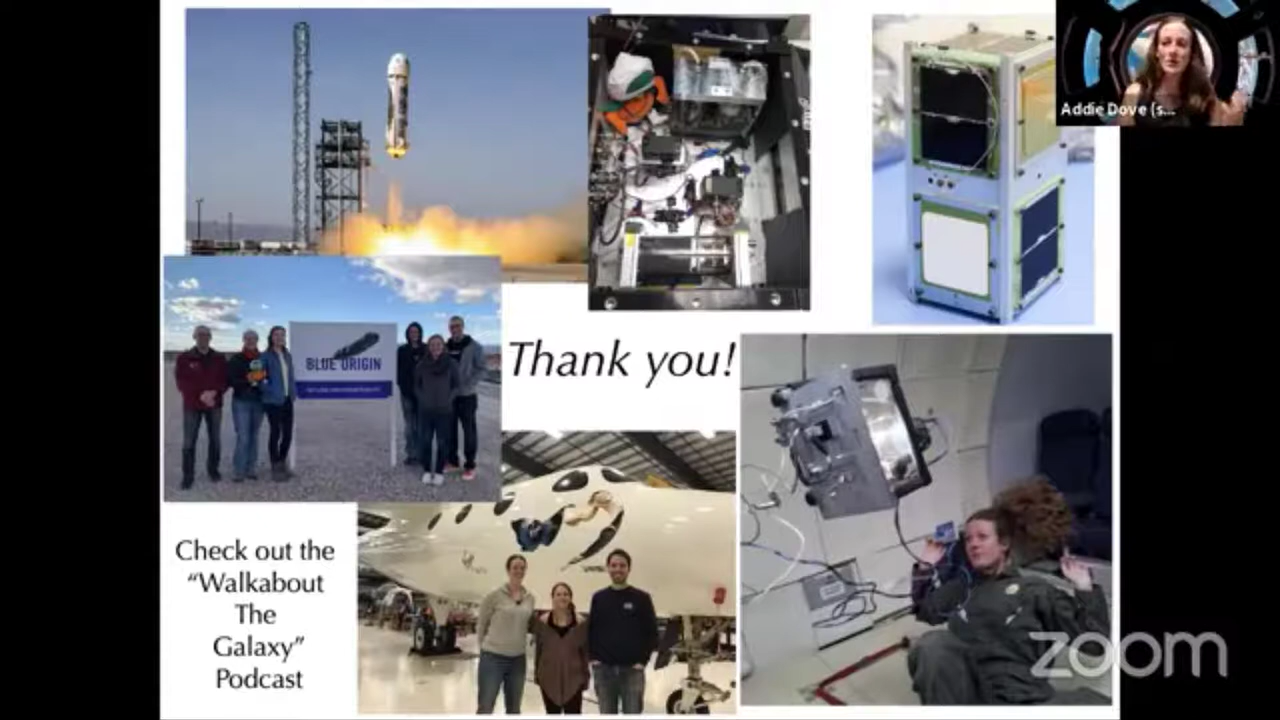 Addie Dove (s...
BLUE ORIGIN
Thank you!
Check out the
“Walkabout
The
Galaxy”
Podcast
zoom